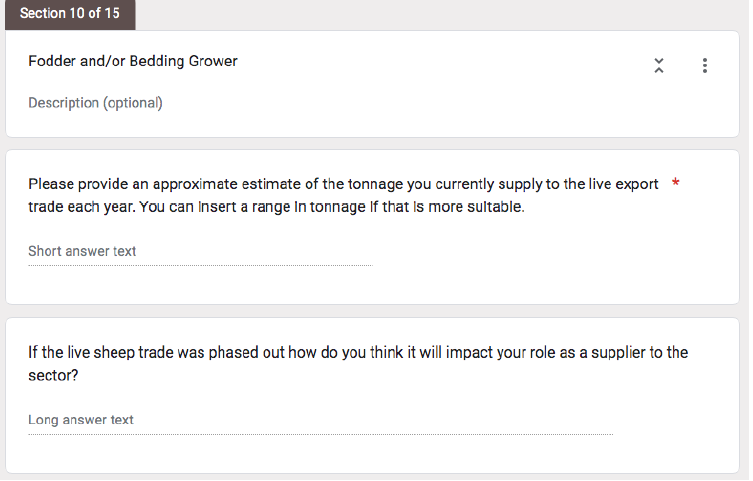 Section 10 of 15
Fodder and/or Bedding Grower
Description (optional)
Please provide an approximate estimate of the tonnage you currently supply to the live export *
trade each year. You can insert a range in tonnage if that is more suitable.
Short answer text
If the live sheep trade was phased out how do you think it will impact your role as a supplier to the
sector?
Long answer text